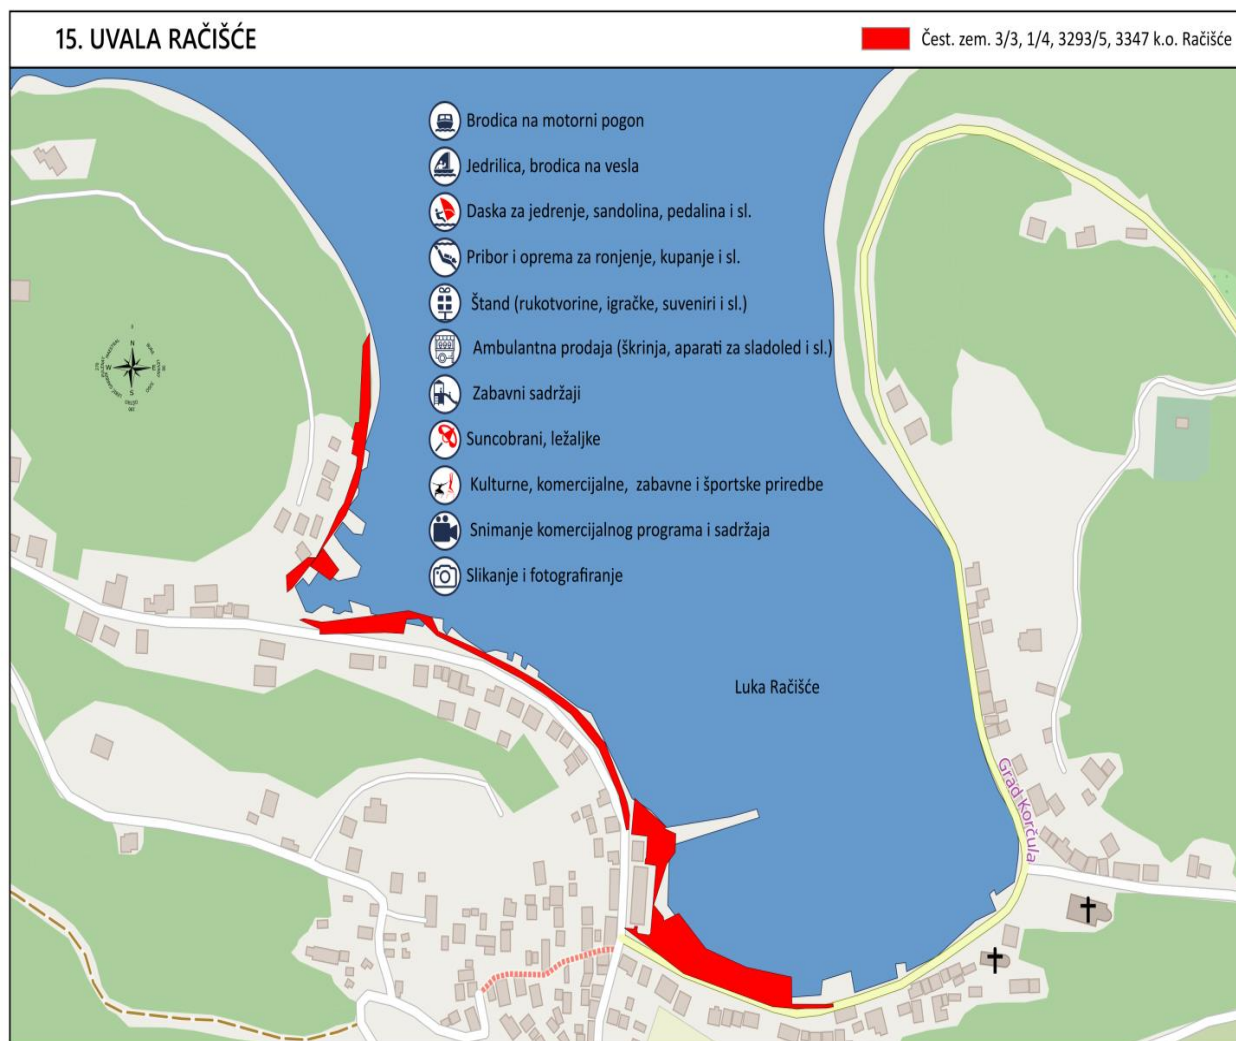 15. UVALA RAČIŠĆE
Čest. zem. 3/3, 1/4, 3293/5, 3347 k.o. Račišće
Brodica na motorni pogon
Jedrilica, brodica na vesla
Daska za jedrenje, sandolina, pedalina i sl.
Pribor i oprema za ronjenje, kupanje i sl.
Štand (rukotvorine, igračke, suveniri i sl.)
Ambulantna prodaja (škrinja, aparati za sladoled i sl.)
Zabavni sadržaji
Suncobrani, ležaljke
Kulturne, komercijalne, zabavne i športske priredbe
Snimanje komercijalnog programa i sadržaja
Slikanje i fotografiranje
N
W
E
S
Luka Račišće
Grad Korčula